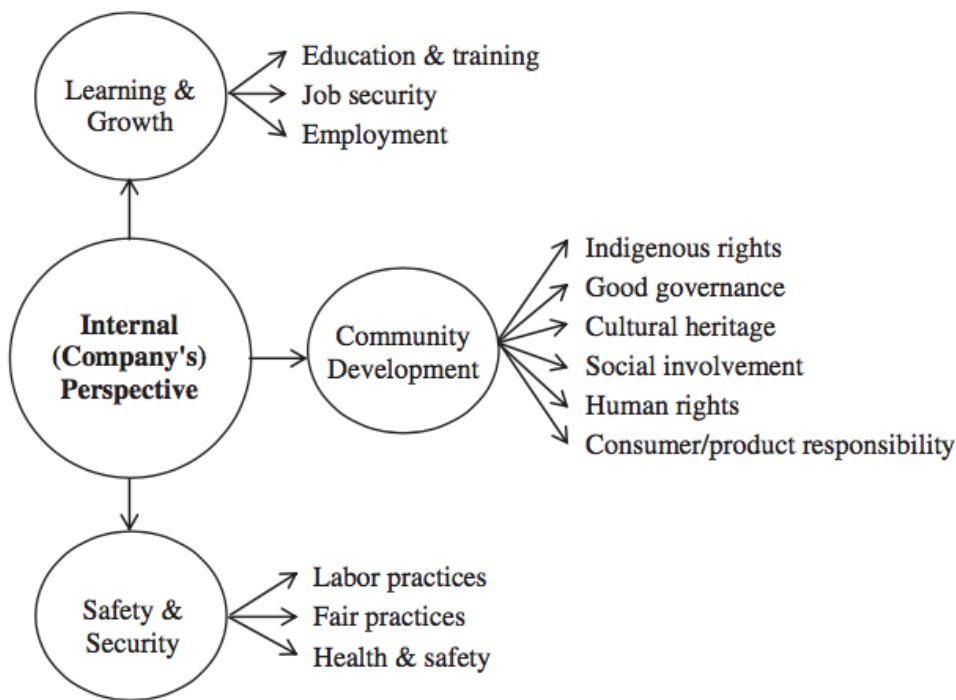 Learning &
Growth
Education & training
Job security
Employment
Internal
(Company's)
Perspective
Community
Development
Indigenous rights
Good governance
Cultural heritage
Social involvement
Human rights
Consumer/product responsibility
Safety &
Security
Labor practices
Fair practices
Health & safety